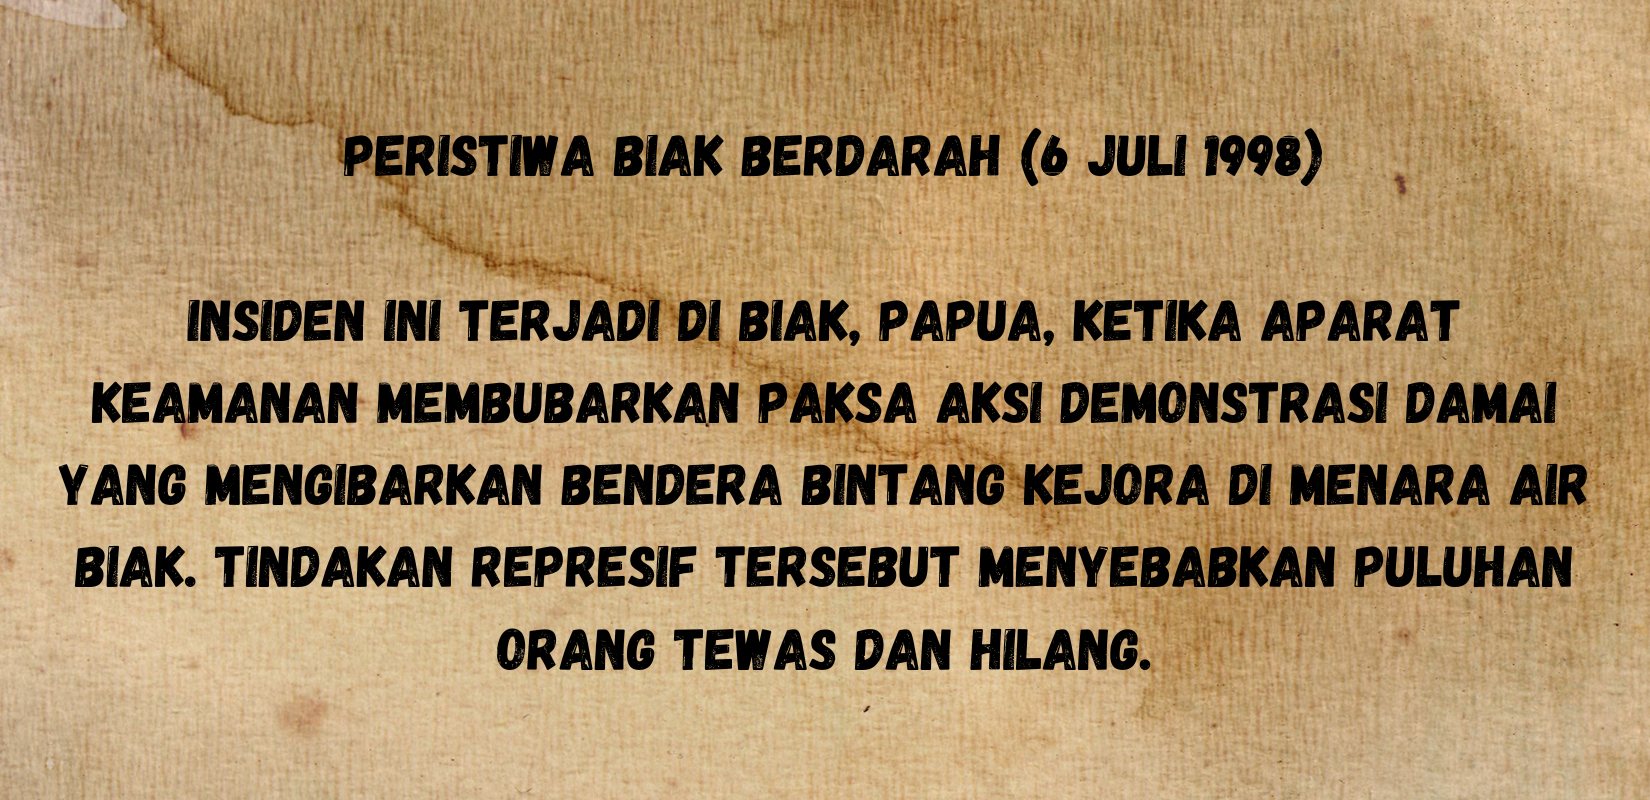 PERISTIWA BIAK BERDARAH (6 JULI 1998)
INSIDEN INI TERJADI DI BIAK, PAPUA, KETIKA APARAT
KEAMANAN MEMBUBARKAN PAKSA AKSI DEMONSTRASI DAMAI
YANG MENGIBARKAN BENDERA BINTANG KEJORA DI MENARA AIR
BIAK. TINDAKAN REPRESIF TERSEBUT MENYEBABKAN PULUHAN
ORANG TEWAS DAN HILANG.